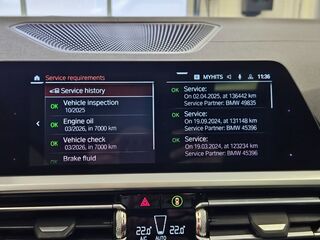 Service requirements
MYHITS
11:36
Service history
OK
Vehicle inspection
10/2025
OK
Engine oil
03/2026, in 7000 km
OK
Vehicle check
03/2026, in 7000 km
OK
Brake fluid
OK
Service:
On 02.04.2025, at 136442 km
Service Partner: BMW 49835
OK
Service:
On 19.09.2024, at 131148 km
Service Partner: BMW 45396
OK
Service:
On 19.03.2024, at 123234 km
Service Partner: BMW 45396
22.0
A/C
AUTO
22.0